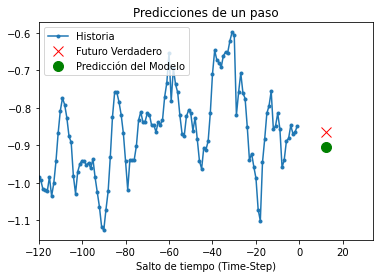 Predicciones de un paso
Historia
Futuro Verdadero
Predicción del Modelo
−0.6
−0.7
−0.8
−0.9
−1.0
−1.1
−120 −100 −80 −60 −40 −20 0 20
Salto de tiempo (Time-Step)